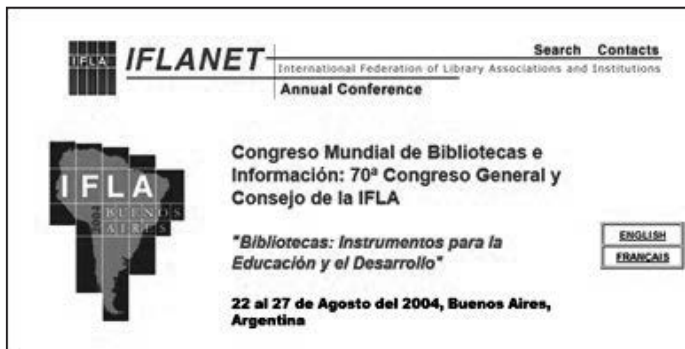 IFLA
IFLANET
Search Contacts
International Federation of Library Associations and Institutions
Annual Conference
IFLA
2004 BUENOS
AIRES
Congreso Mundial de Bibliotecas e
Información: 70ª Congreso General y
Consejo de la IFLA
"Bibliotecas: Instrumentos para la
Educación y el Desarrollo"
ENGLISH
FRANÇAIS
22 al 27 de Agosto del 2004, Buenos Aires,
Argentina